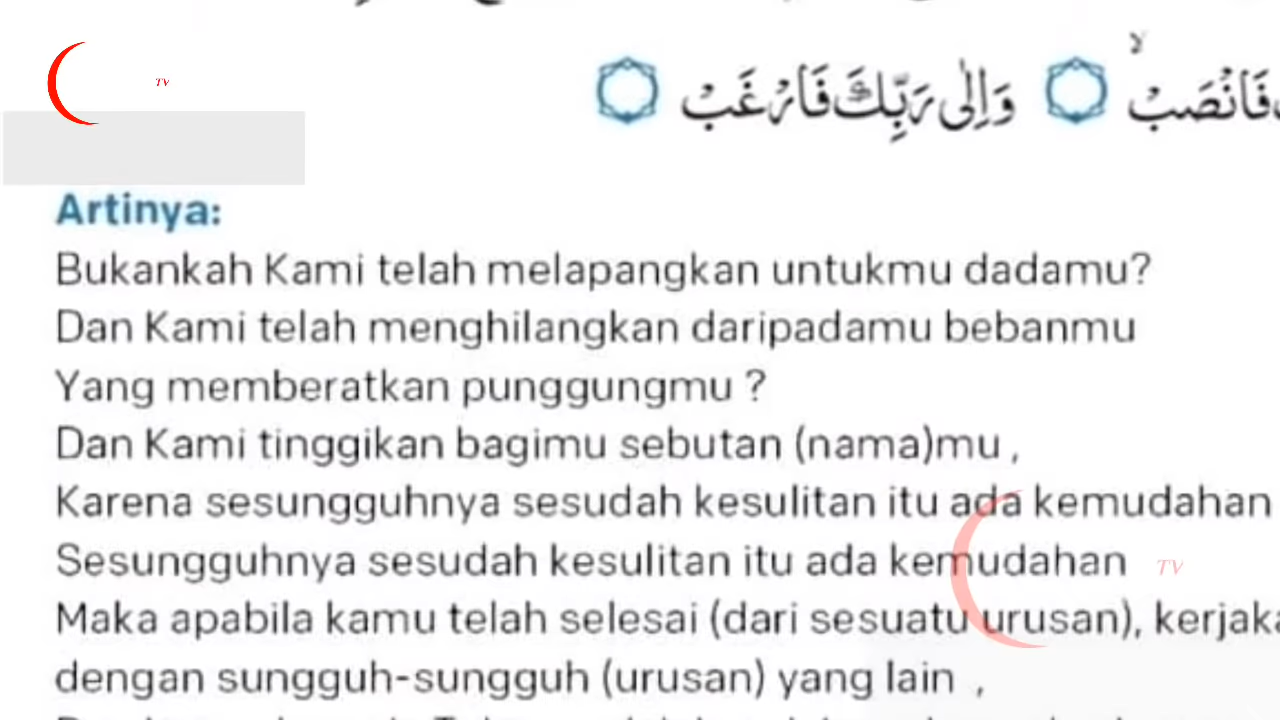 TV
فَانْصَبْۙ ۝ وَاِلٰى رَبِّكَ فَارْغَبْ ۝
Artinya:
Bukankah Kami telah melapangkan untukmu dadamu?
Dan Kami telah menghilangkan daripadamu bebanmu
Yang memberatkan punggungmu ?
Dan Kami tinggikan bagimu sebutan (nama)mu ,
Karena sesungguhnya sesudah kesulitan itu ada kemudahan
Sesungguhnya sesudah kesulitan itu ada kemudahan
TV
Maka apabila kamu telah selesai (dari sesuatu urusan), kerjaka
dengan sungguh-sungguh (urusan) yang lain ,